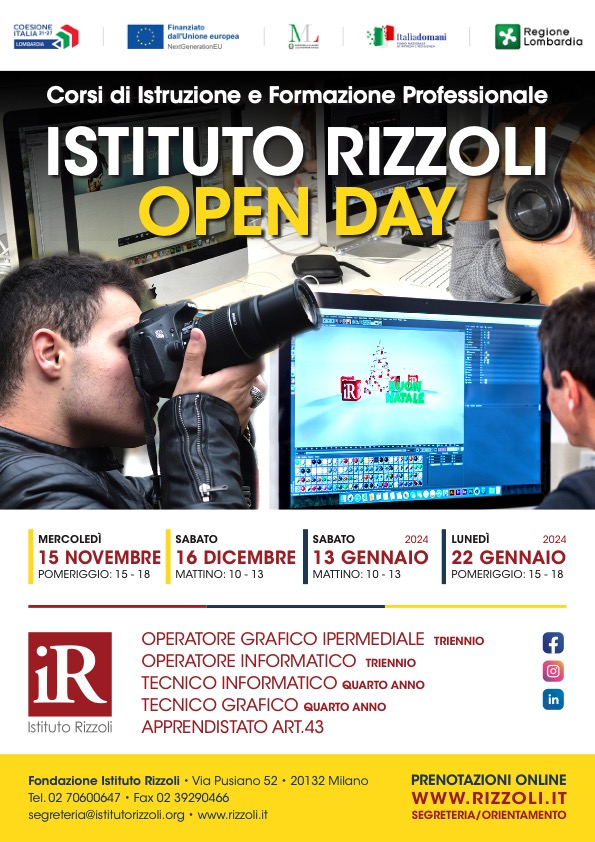 COESIONE
ITALIA 21-27
LOMBARDIA
Finanziato
dall'Unione europea
NextGenerationEU
ML
Italiadomani
Regione
Lombardia
Corsi di Istruzione e Formazione Professionale
ISTITUTO RIZZOLI
OPEN DAY
iR
BUON
NATALE
MERCOLEDÌ
15 NOVEMBRE
POMERIGGIO: 15 - 18
SABATO
16 DICEMBRE
MATTINO: 10 - 13
SABATO 2024
13 GENNAIO
MATTINO: 10 - 13
LUNEDÌ 2024
22 GENNAIO
POMERIGGIO: 15 - 18
iR
Istituto Rizzoli
OPERATORE GRAFICO IPERMEDIALE TRIENNIO
OPERATORE INFORMATICO TRIENNIO
TECNICO INFORMATICO QUARTO ANNO
TECNICO GRAFICO QUARTO ANNO
APPRENDISTATO ART.43
f
in
Fondazione Istituto Rizzoli • Via Pusiano 52 • 20132 Milano
Tel. 02 70600647 • Fax 02 39290466
segreteria@istitutorizzoli.org • www.rizzoli.it
PRENOTAZIONI ONLINE
WWW.RIZZOLI.IT
SEGRETERIA/ORIENTAMENTO